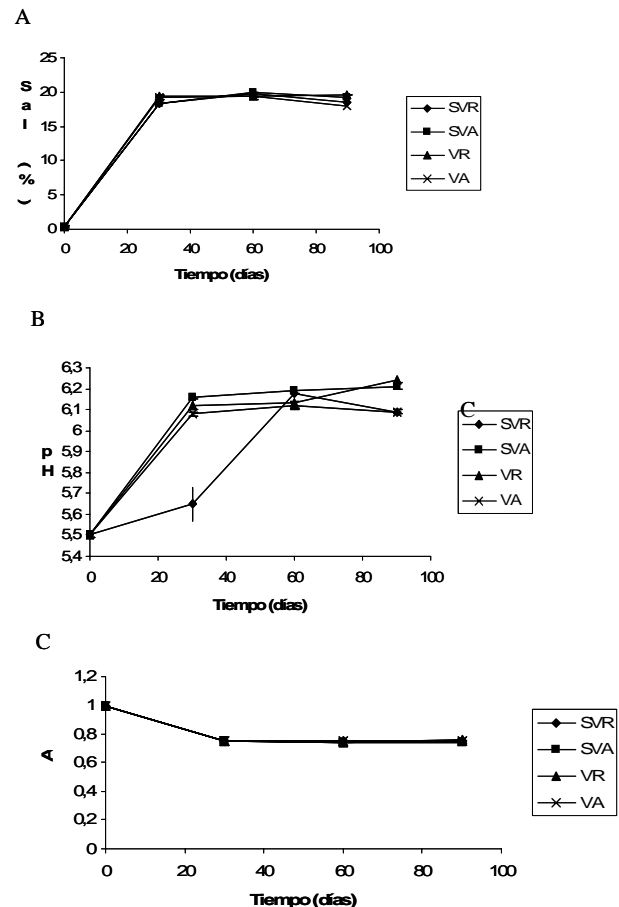 A
Sal (%)
25
20
15
10
5
0
0 20 40 60 80 100
Tiempo (días)
SVR
SVA
VR
VA
B
pH
6,3
6,2
6,1
6
5,9
5,8
5,7
5,6
5,5
5,4
0 20 40 60 80 100
Tiempo (días)
C
SVR
SVA
VR
VA
C
A
1,2
1
0,8
0,6
0,4
0,2
0
0 20 40 60 80 100
Tiempo (días)
SVR
SVA
VR
VA